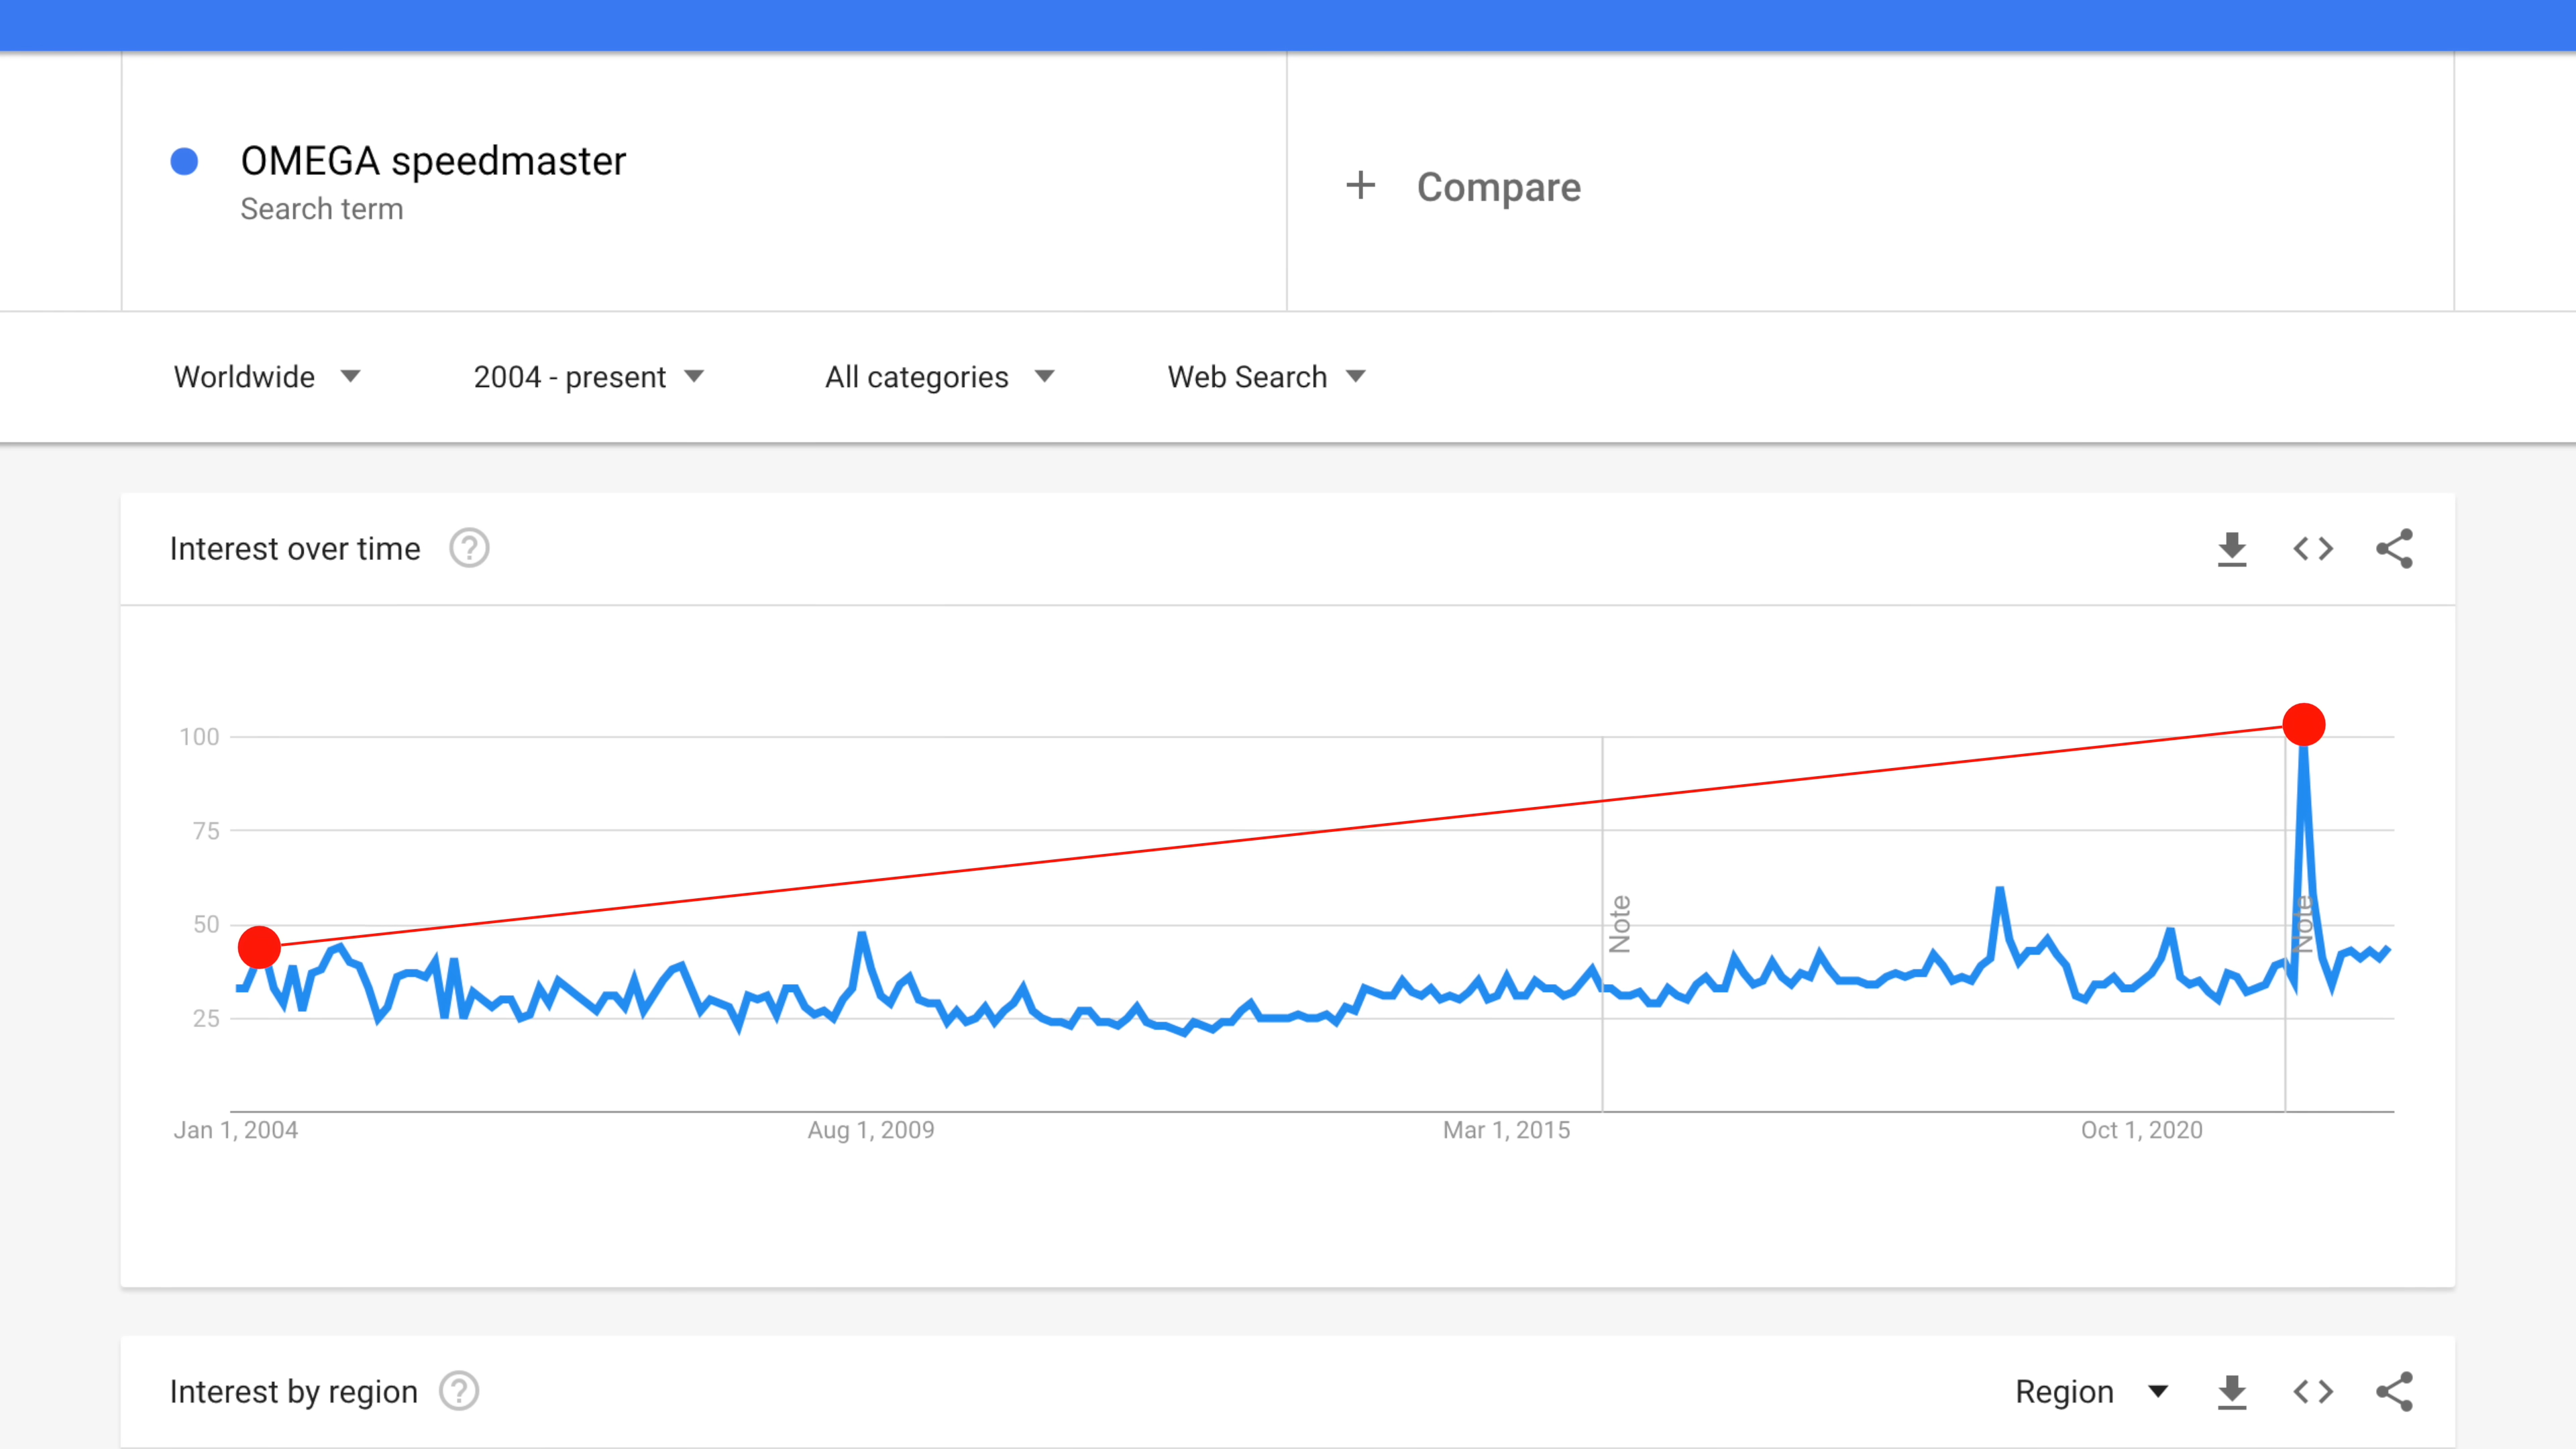 OMEGA speedmaster
Search term
+ Compare
Worldwide
2004 - present
All categories
Web Search
Interest over time
100
75
50
25
Note
Note
Jan 1, 2004
Aug 1, 2009
Mar 1, 2015
Oct 1, 2020
Interest by region
Region